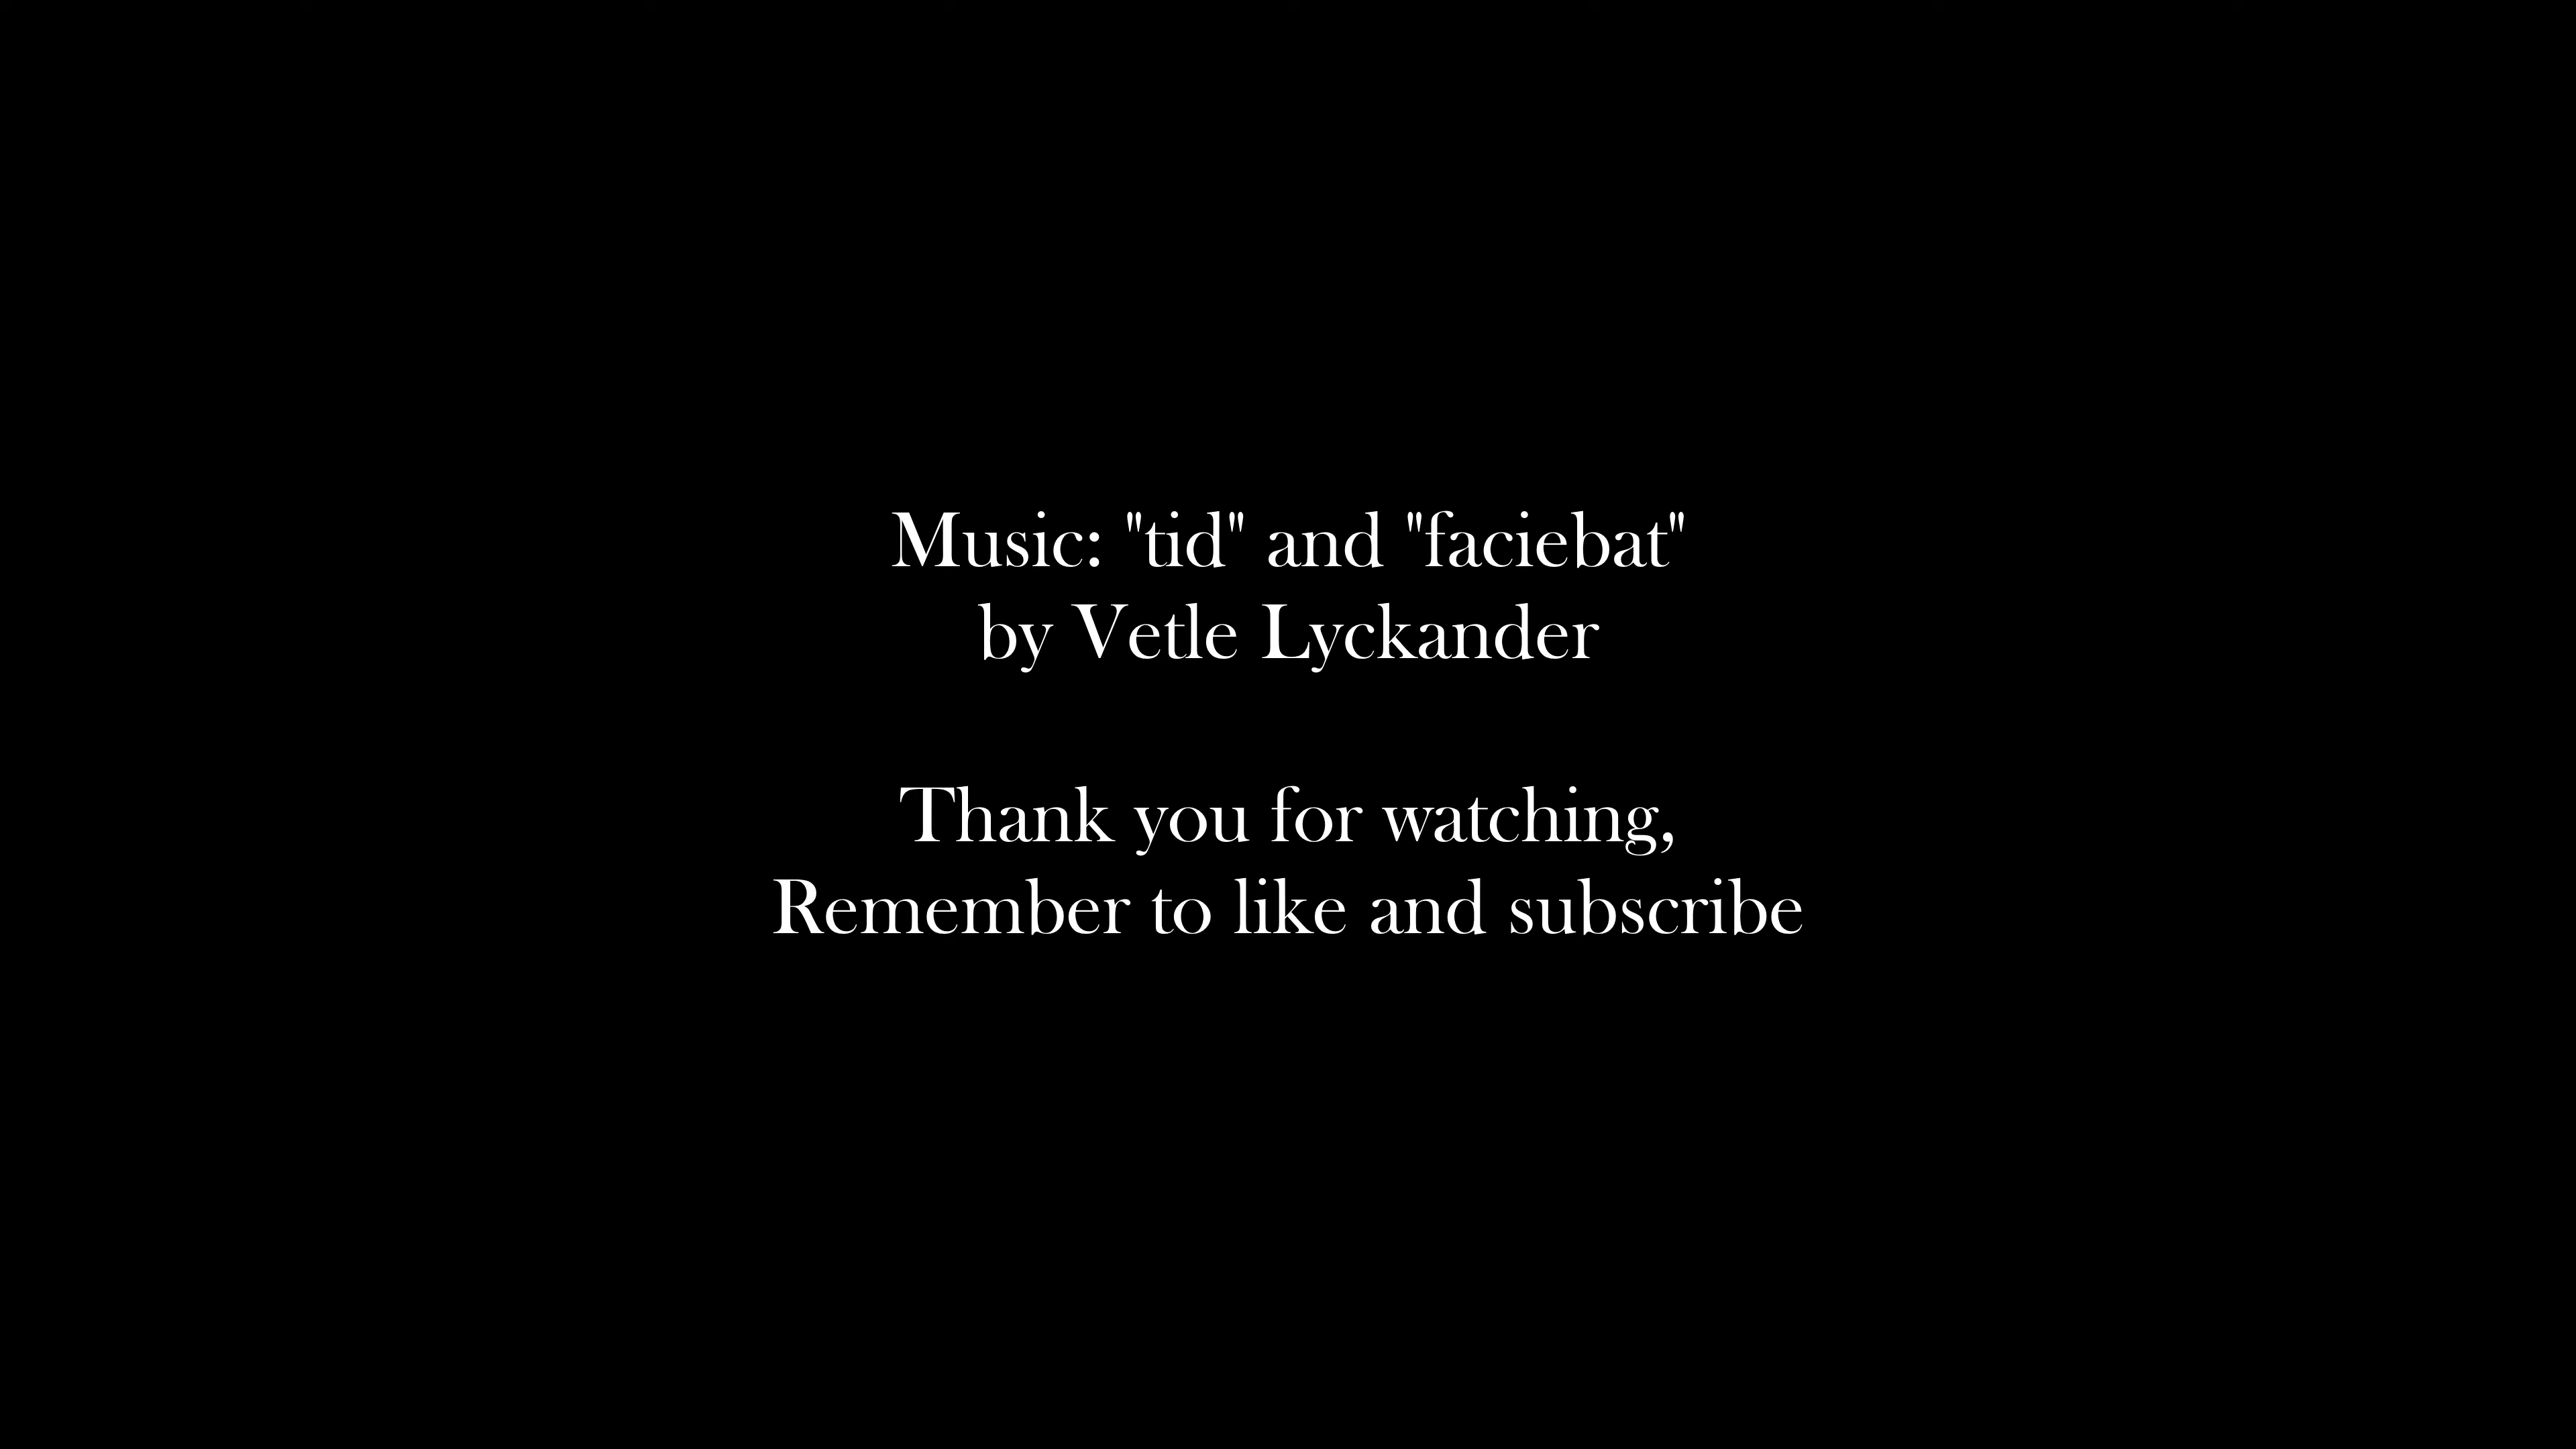 Music: "tid" and "faciebat"
by Vetle Lyckander
Thank you for watching,
Remember to like and subscribe